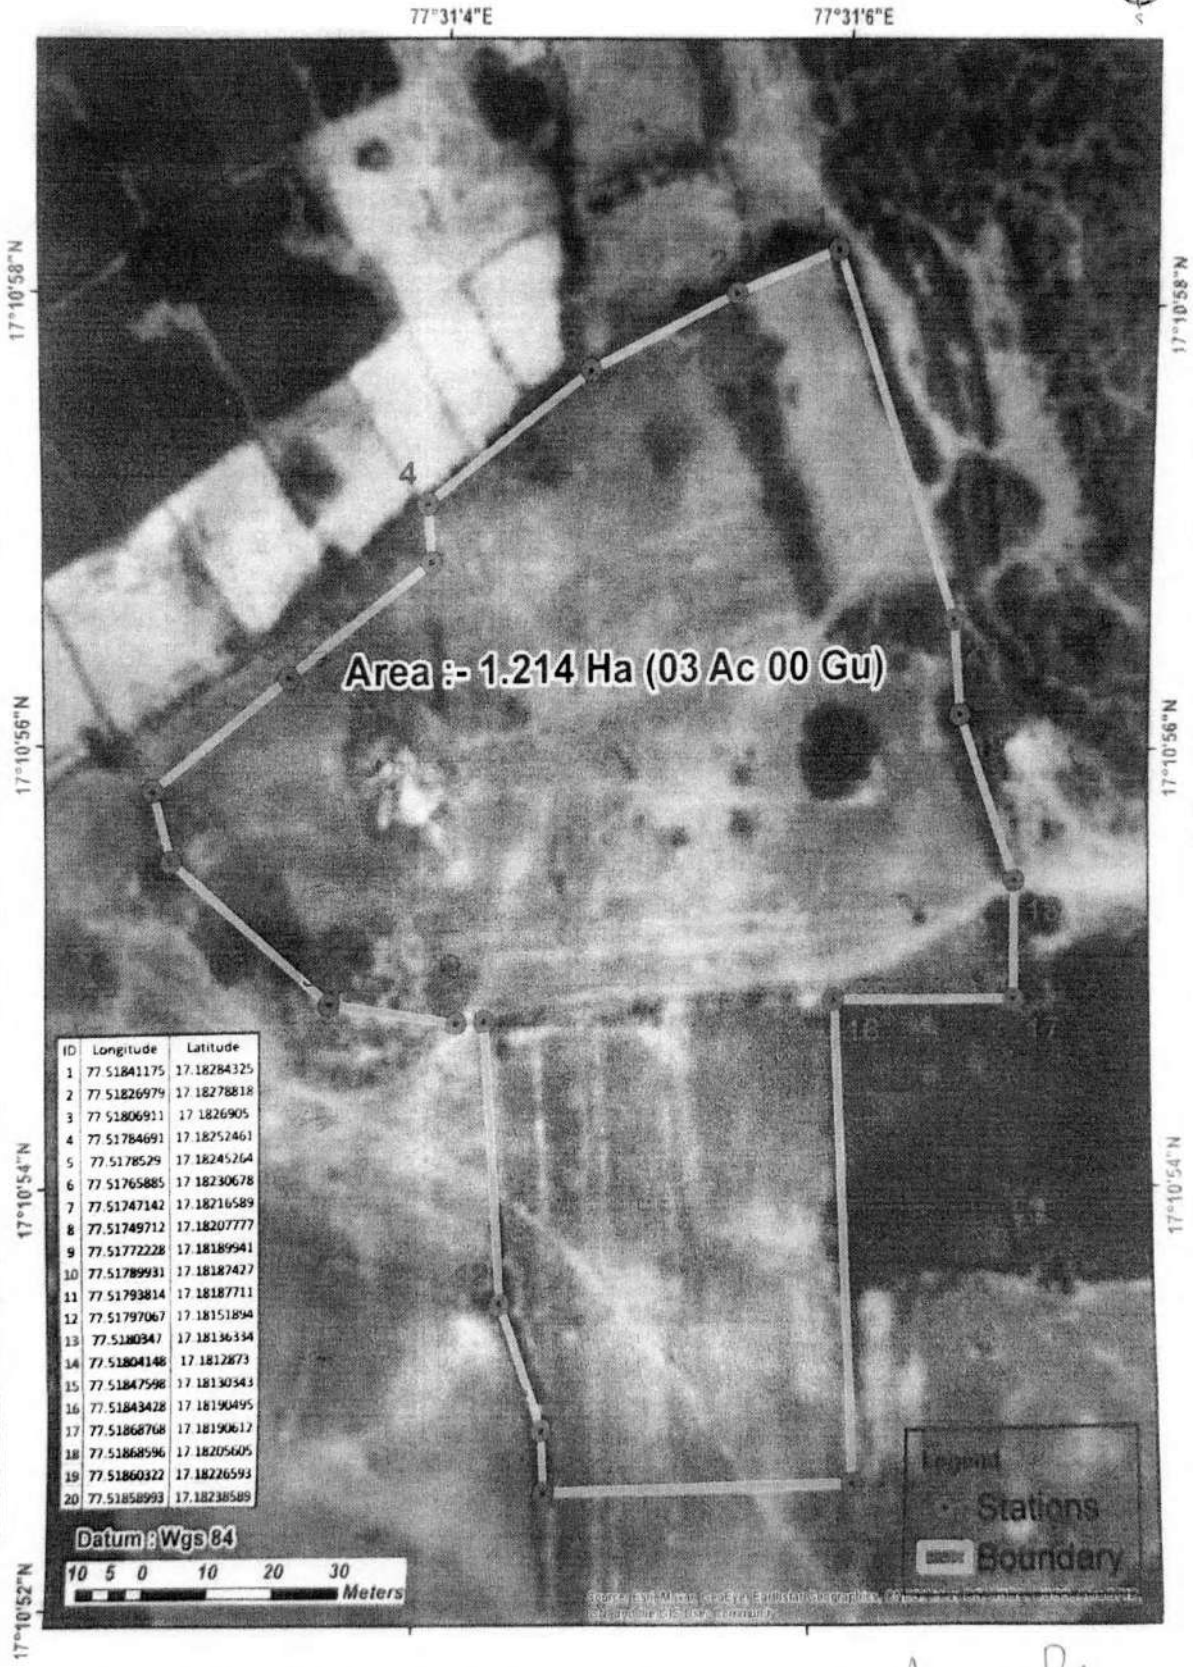 S
77°31'4"E 77°31'6"E
17°10'58"N
17°10'58"N
2
4
Area :- 1.214 Ha (03 Ac 00 Gu)
17°10'56"N
17°10'56"N
18
16
17
ID Longitude Latitude
1 77.51841175 17.18284325
2 77.51826979 17.18278818
3 77.51806911 17.1826905
4 77.51784691 17.18252461
5 77.5178529 17.18245264
6 77.51765885 17.18230678
7 77.51747142 17.18216589
8 77.51749712 17.18207777
9 77.51772228 17.18189941
10 77.51789931 17.18187427
11 77.51793814 17.18187711
12 77.51797067 17.18151894
13 77.5180347 17.18136334
14 77.51804148 17.1812873
15 77.51847598 17.18130343
16 77.51843428 17.18190495
17 77.51868768 17.18190612
18 77.51868596 17.18205605
19 77.51860322 17.18226593
20 77.51858993 17.18238589
17°10'54"N
17°10'54"N
12
Datum : Wgs 84
10 5 0 10 20 30
Meters
Legend
Stations
Boundary
17°10'52"N